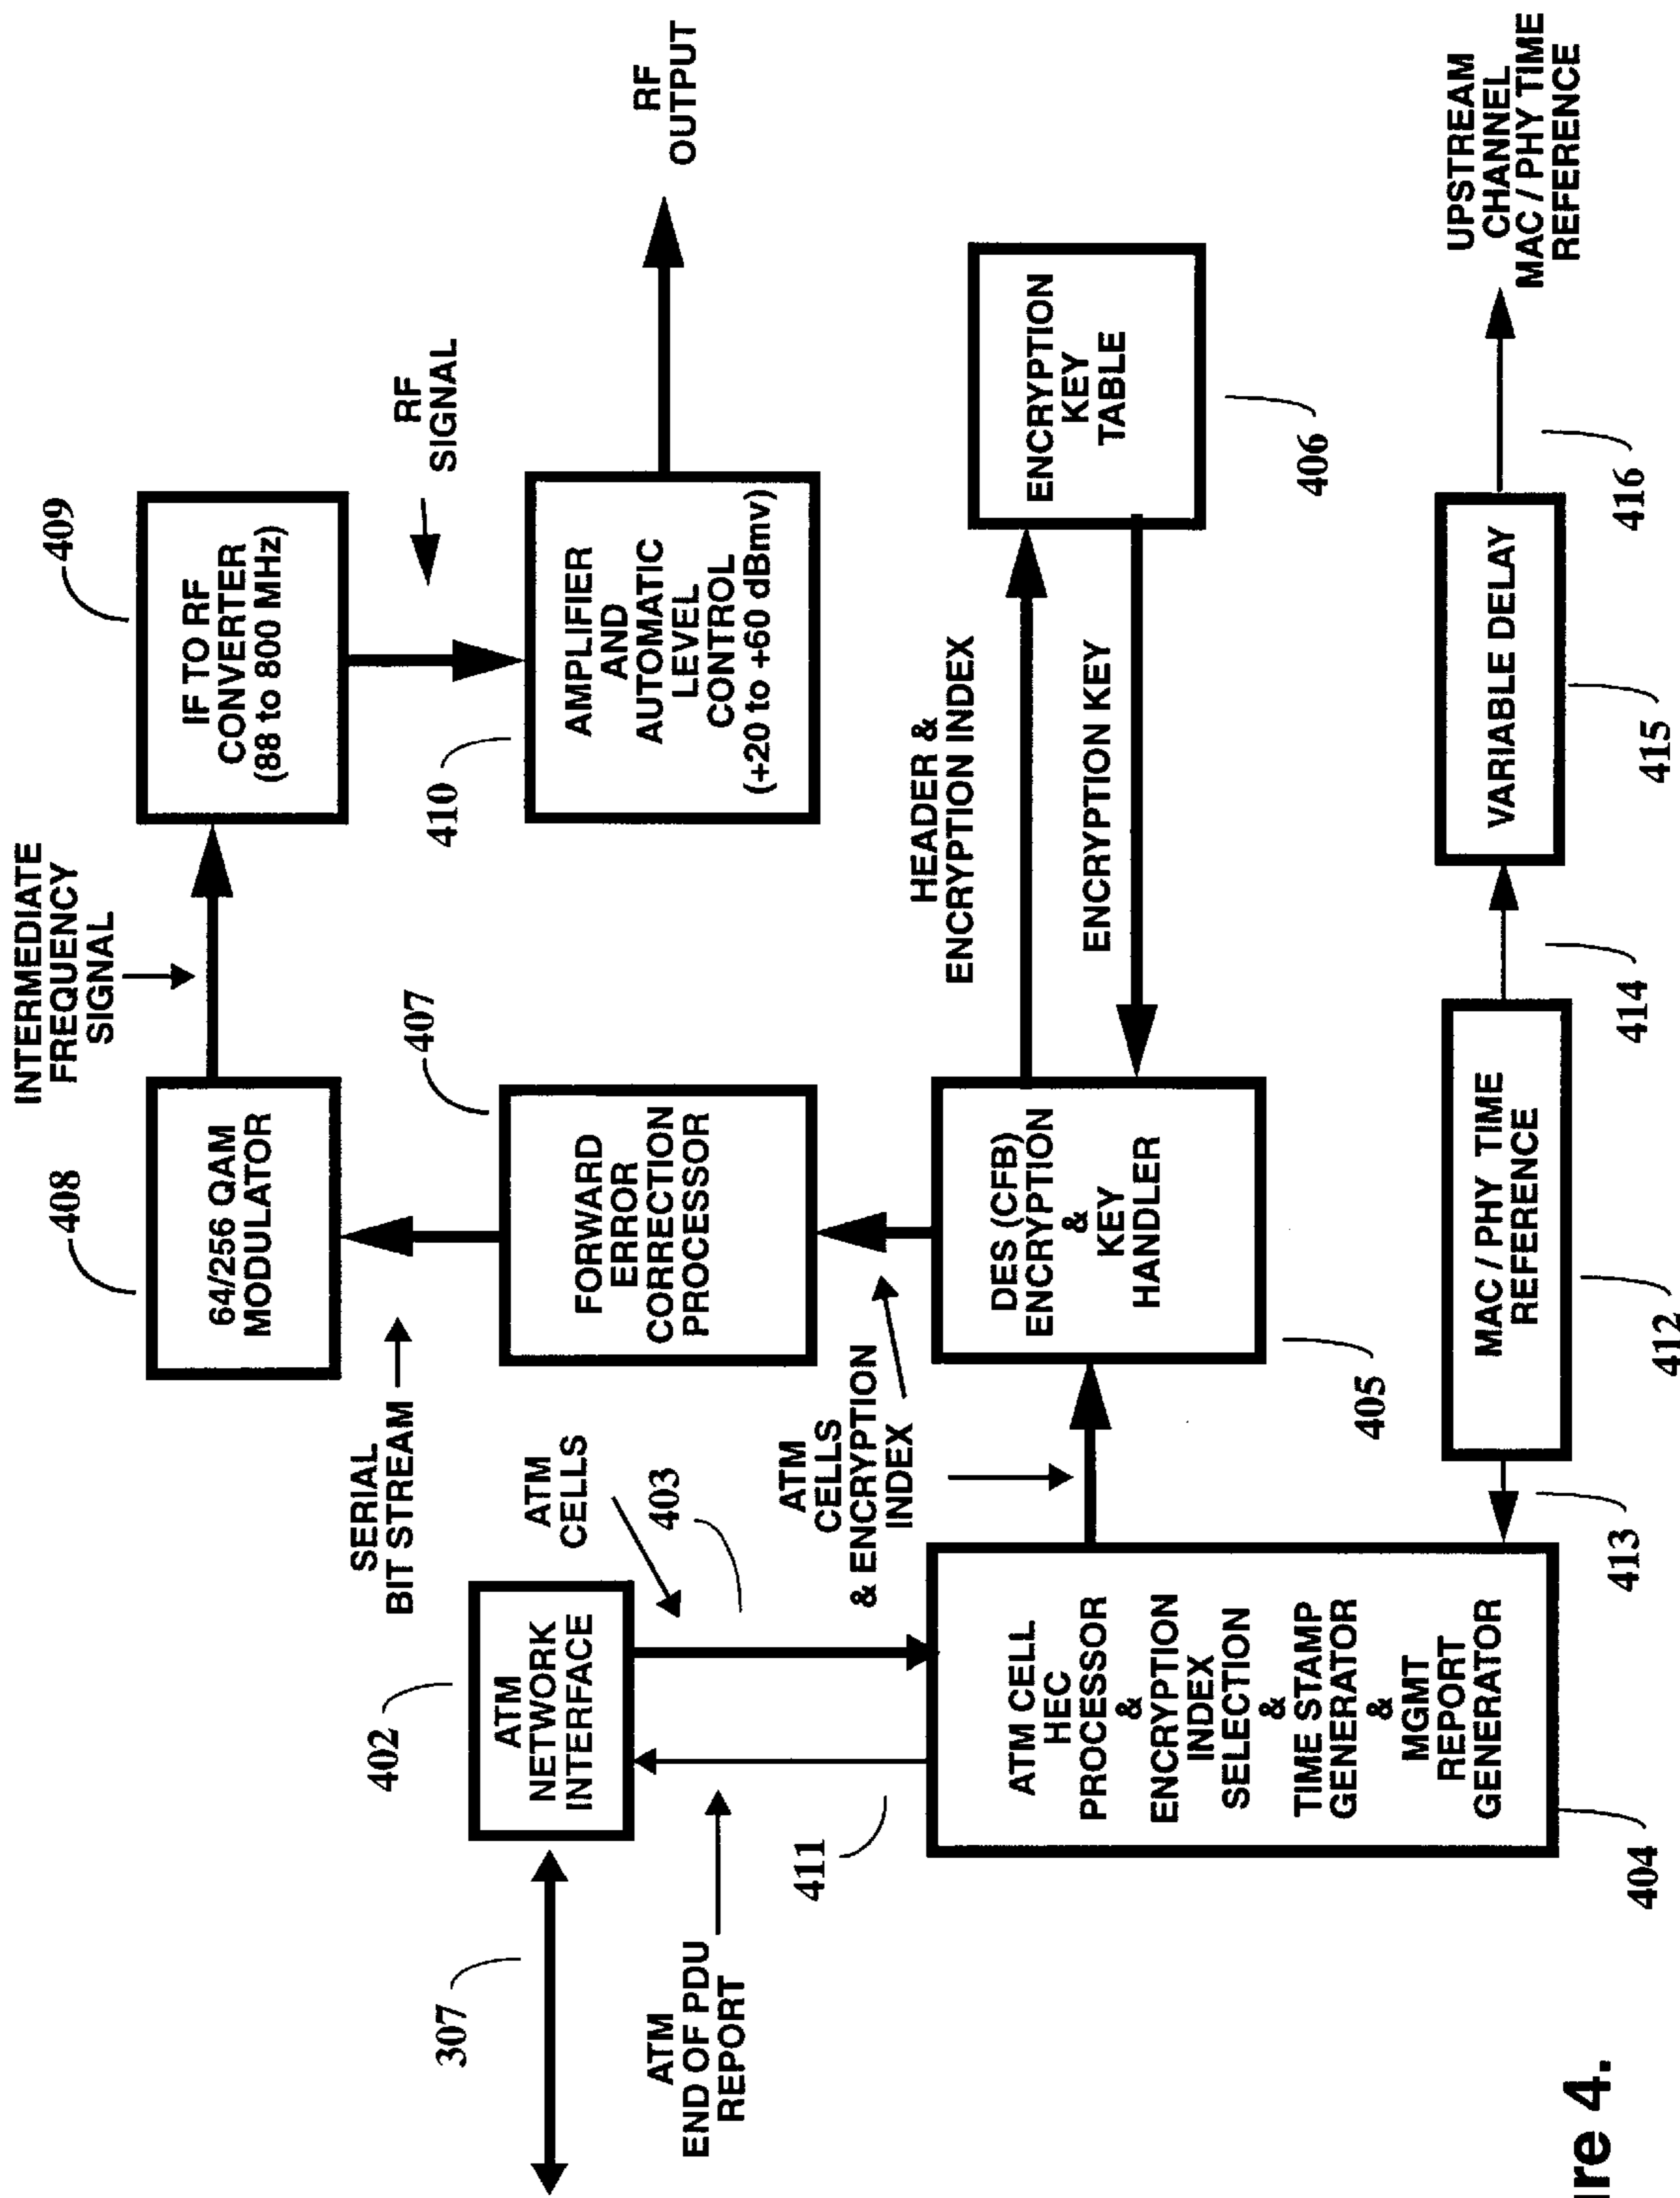 INTERMEDIATE
FREQUENCY
SIGNAL
408
64/256 QAM
MODULATOR
409
IF TO RF
CONVERTER
(88 to 800 MHz)
RF
SIGNAL
SERIAL
BIT STREAM
407
FORWARD
ERROR
CORRECTION
PROCESSOR
410
AMPLIFIER
AND
AUTOMATIC
LEVEL
CONTROL
(+20 to +60 dBmv)
RF
OUTPUT
307
402
ATM
NETWORK
INTERFACE
ATM
CELLS
403
ATM
END OF PDU
REPORT
411
ATM
CELLS
& ENCRYPTION
INDEX
ATM CELL
HEC
PROCESSOR
&
ENCRYPTION
INDEX
SELECTION
&
TIME STAMP
GENERATOR
&
MGMT
REPORT
GENERATOR
404
DES (CFB)
ENCRYPTION
&
KEY
HANDLER
405
HEADER &
ENCRYPTION INDEX
ENCRYPTION KEY
ENCRYPTION
KEY
TABLE
406
413
MAC / PHY TIME
REFERENCE
412
414
VARIABLE DELAY
415
416
UPSTREAM
CHANNEL
MAC / PHY TIME
REFERENCE
4.